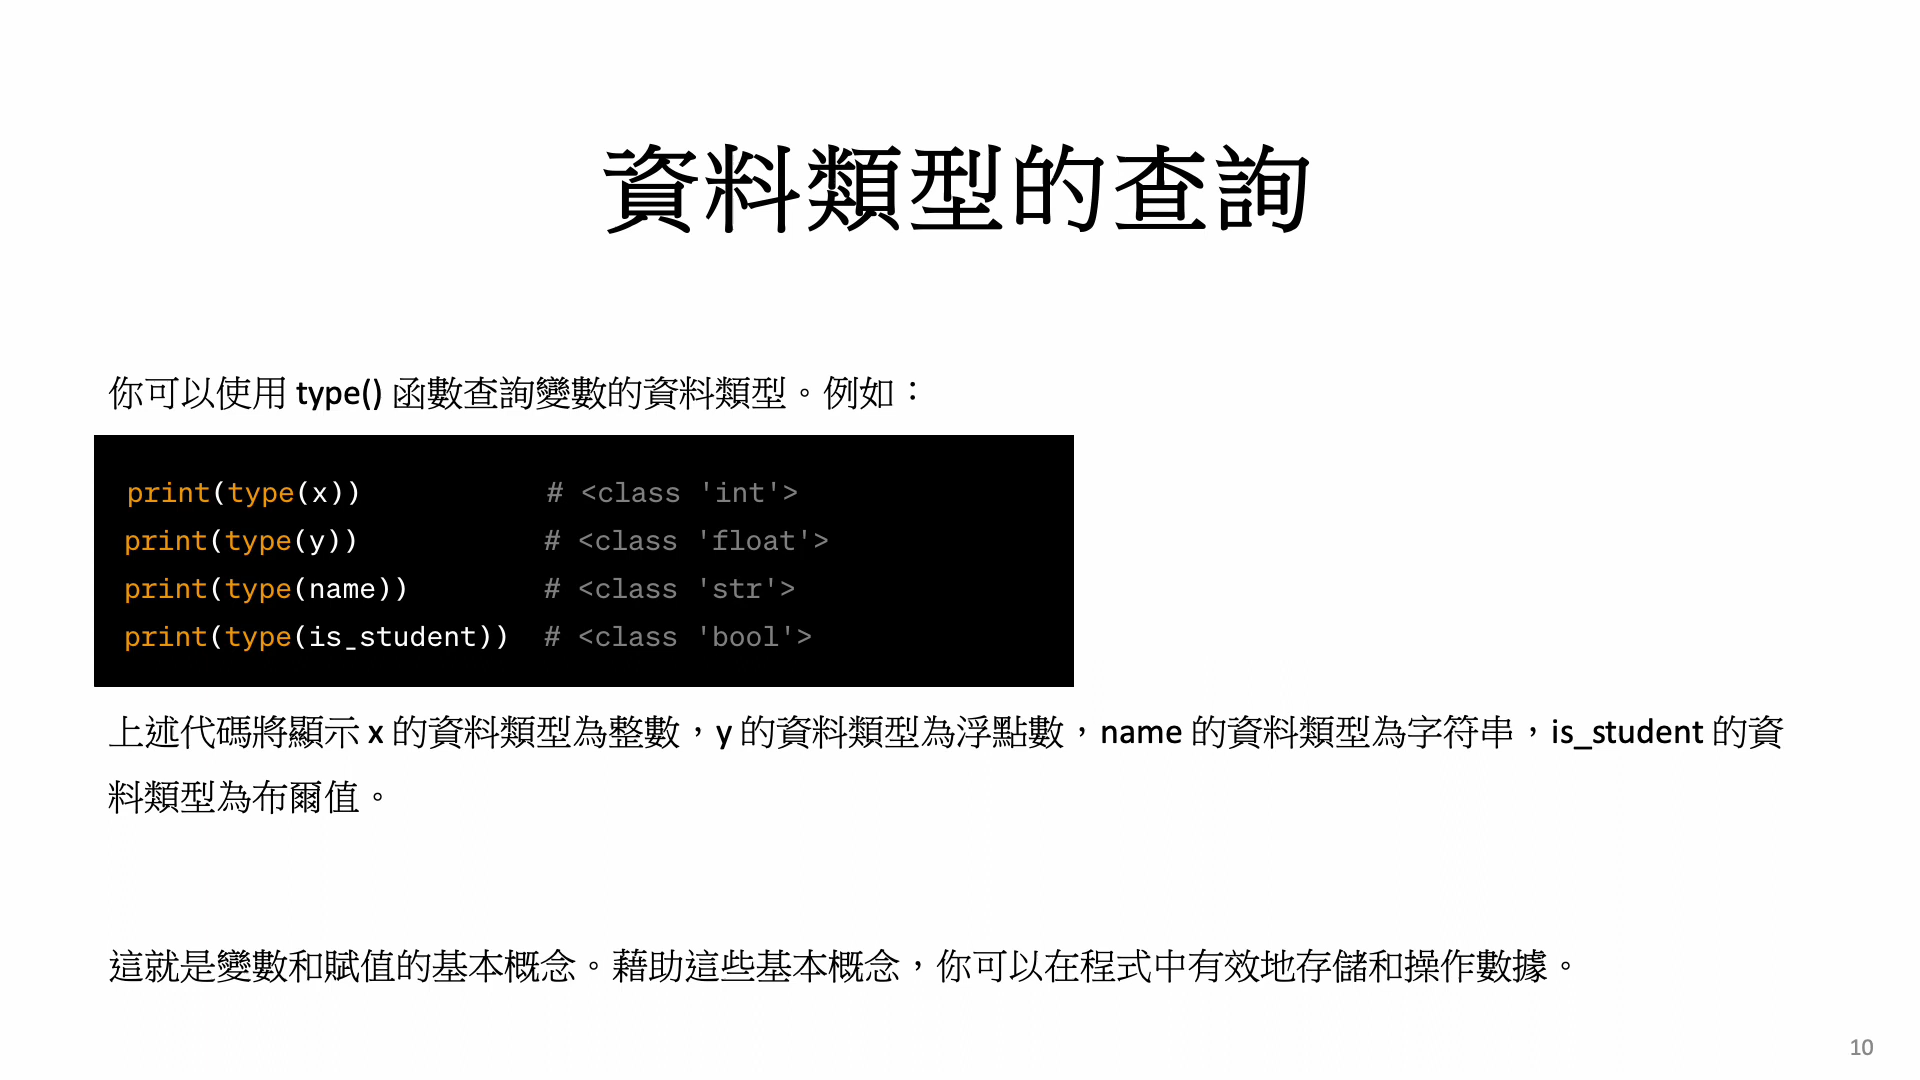 資料類型的查詢
你可以使用 type() 函數查詢變數的資料類型。例如：
print(type(x))           # <class 'int'>
print(type(y))           # <class 'float'>
print(type(name))        # <class 'str'>
print(type(is_student))  # <class 'bool'>
上述代碼將顯示 x 的資料類型為整數，y 的資料類型為浮點數，name 的資料類型為字符串，is_student 的資
料類型為布爾值。
這就是變數和賦值的基本概念。藉助這些基本概念，你可以在程式中有效地存儲和操作數據。
10